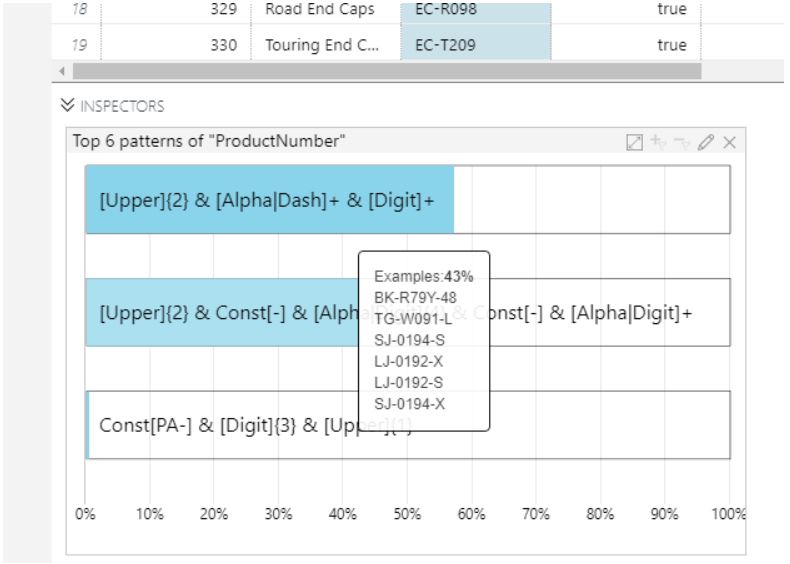 18 329 Road End Caps EC-R098 true
19 330 Touring End C... EC-T209 true
INSPECTORS
Top 6 patterns of "ProductNumber"
[Upper]{2} & [Alpha|Dash]+ & [Digit]+
[Upper]{2} & Const[-] & [Alpha|Digit]{4} & Const[-] & [Alpha|Digit]+
Examples:43%
BK-R79Y-48
TG-W091-L
SJ-0194-S
LJ-0192-X
LJ-0192-S
SJ-0194-X
Const[PA-] & [Digit]{3} & [Upper]{1}
0% 10% 20% 30% 40% 50% 60% 70% 80% 90% 100%